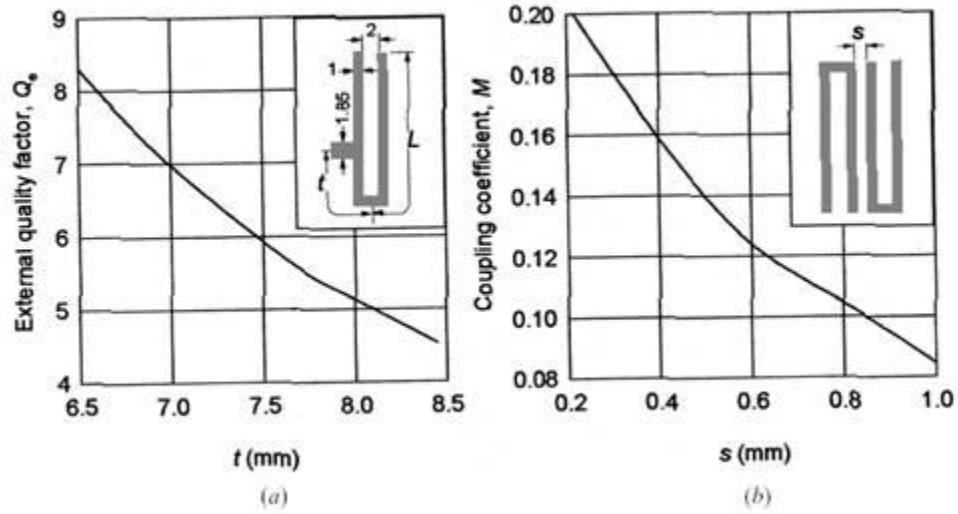 External quality factor, Qe
9
8
7
6
5
4
6.5 7.0 7.5 8.0 8.5
t (mm)
2
1
1.85
L
t
(a)
Coupling coefficient, M
0.20
0.18
0.16
0.14
0.12
0.10
0.08
0.2 0.4 0.6 0.8 1.0
s (mm)
s
(b)